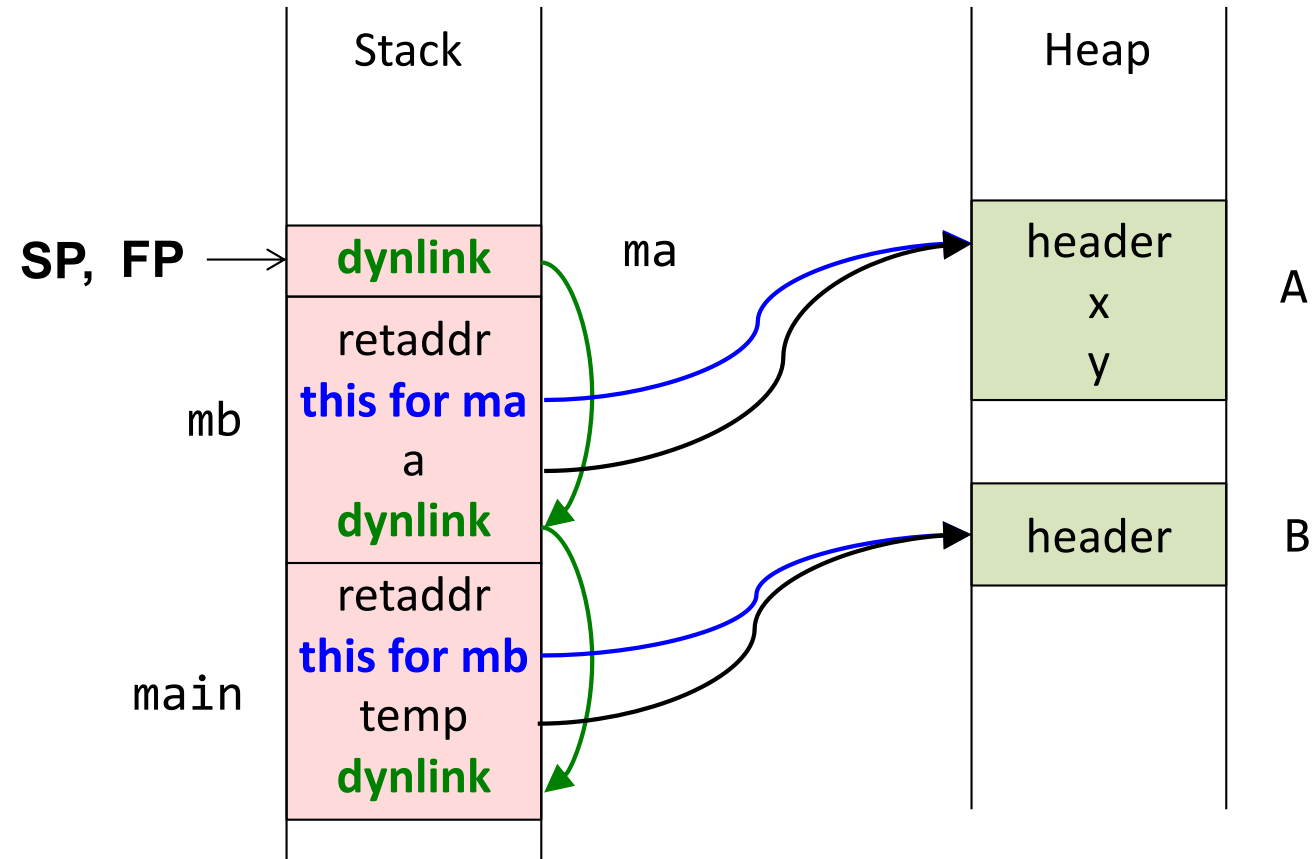 Stack
Heap
SP, FP
dynlink
ma
header
x
y
A
mb
retaddr
this for ma
a
dynlink
header
B
main
retaddr
this for mb
temp
dynlink